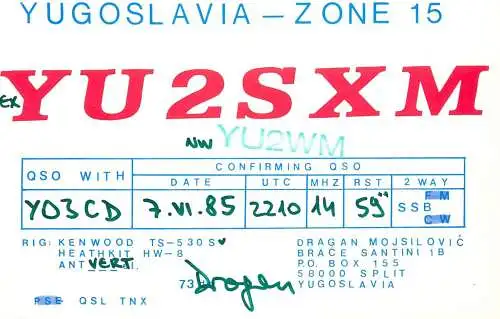 YUGOSLAVIA — ZONE 15
EX YU2SXM
NW YU2WM
CONFIRMING QSO
QSO WITH DATE UTC MHZ RST 2 WAY
YO3CD 7.VI.85 2210 14 59 SSB FM CW
RIG: KENWOOD TS-530S DRAGAN MOJSILOVIĆ
HEATHKIT HW-8 BRACE SANTINI 1B
ANT VERT P.O. BOX 155
73 Dragan 58000 SPLIT
PSE QSL TNX YUGOSLAVIA